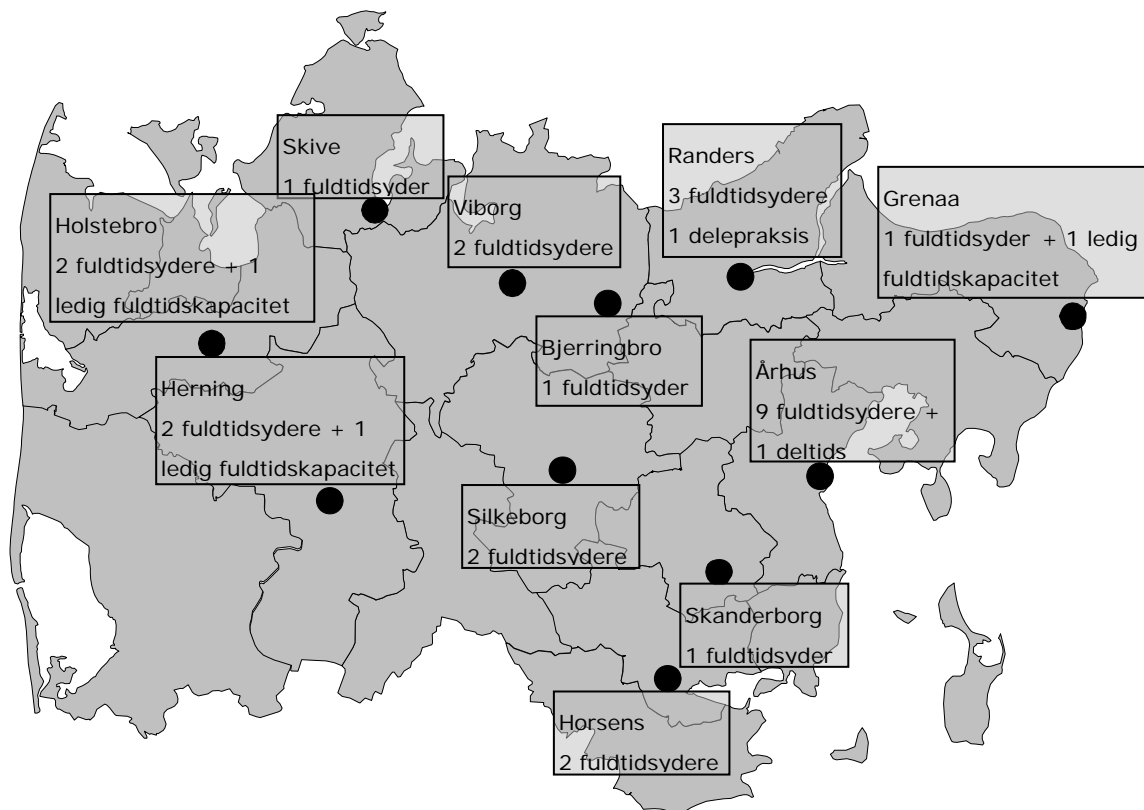 Skive
1 fuldtidsyder
Holstebro
2 fuldtidsydere + 1
ledig fuldtidskapacitet
Viborg
2 fuldtidsydere
Randers
3 fuldtidsydere
1 delepraksis
Grenaa
1 fuldtidsyder + 1 ledig
fuldtidskapacitet
Herning
2 fuldtidsydere + 1
ledig fuldtidskapacitet
Bjerringbro
1 fuldtidsyder
Århus
9 fuldtidsydere +
1 deltids
Silkeborg
2 fuldtidsydere
Skanderborg
1 fuldtidsyder
Horsens
2 fuldtidsydere